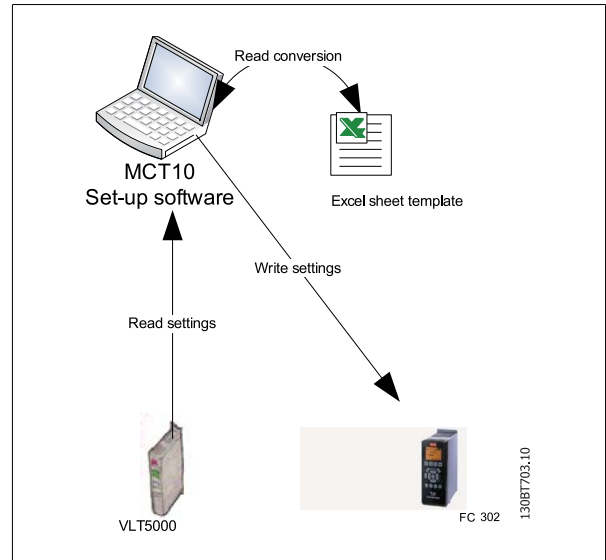 Read conversion
MCT10
Set-up software
Excel sheet template
Write settings
Read settings
VLT5000
FC 302
130BT703.10